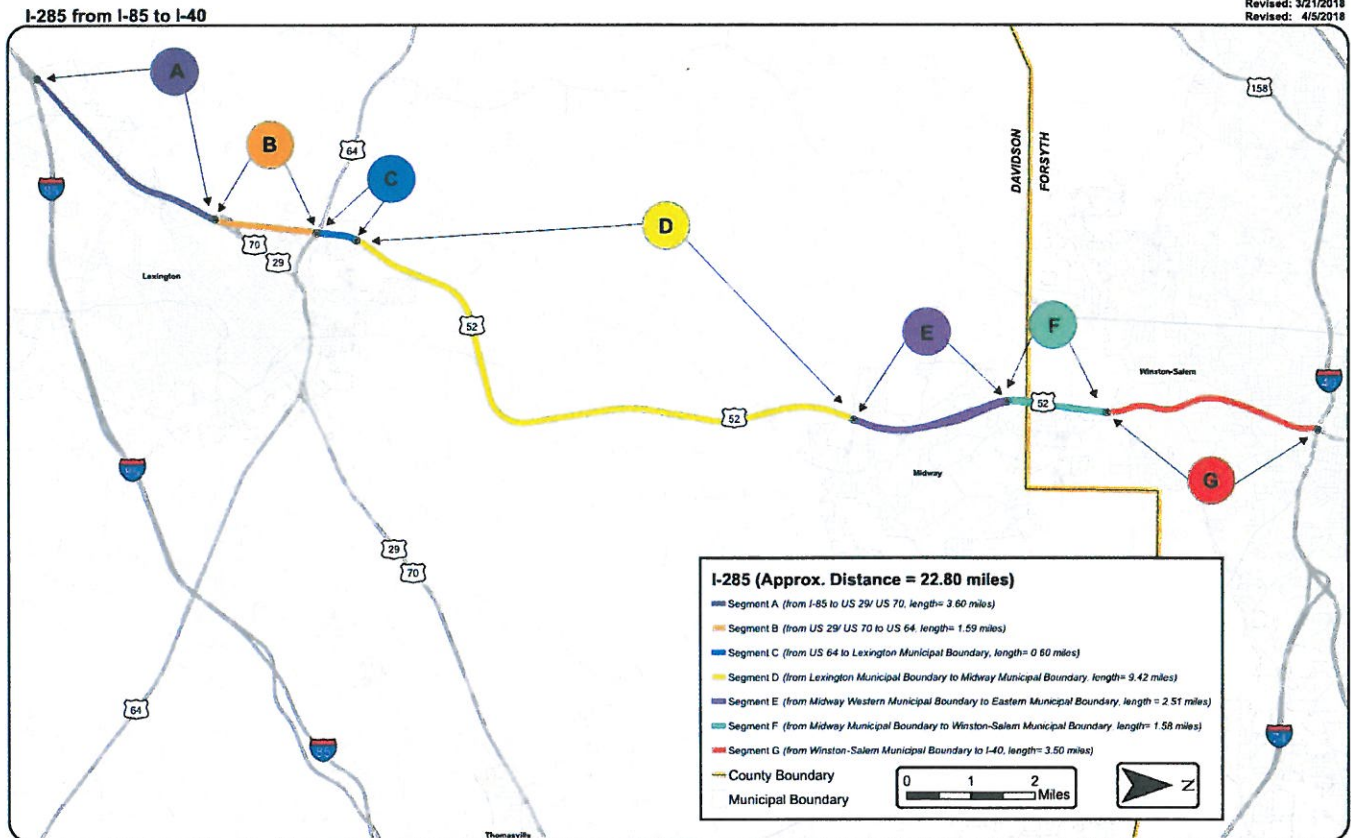 Revised: 3/21/2018
Revised: 4/5/2018
I-285 from I-85 to I-40
A
B
C
D
E
F
G
64
158
DAVIDSON
FORSYTH
70
29
Lexington
52
52
52
Winston-Salem
Midway
29
70
64
85
Thomasville
I-285 (Approx. Distance = 22.80 miles)
Segment A (from I-85 to US 29/ US 70, length= 3.60 miles)
Segment B (from US 29/ US 70 to US 64, length= 1.59 miles)
Segment C (from US 64 to Lexington Municipal Boundary, length= 0.60 miles)
Segment D (from Lexington Municipal Boundary to Midway Municipal Boundary, length= 9.42 miles)
Segment E (from Midway Western Municipal Boundary to Eastern Municipal Boundary, length = 2.51 miles)
Segment F (from Midway Municipal Boundary to Winston-Salem Municipal Boundary, length= 1.58 miles)
Segment G (from Winston-Salem Municipal Boundary to I-40, length= 3.50 miles)
County Boundary
Municipal Boundary
0 1 2
Miles
N